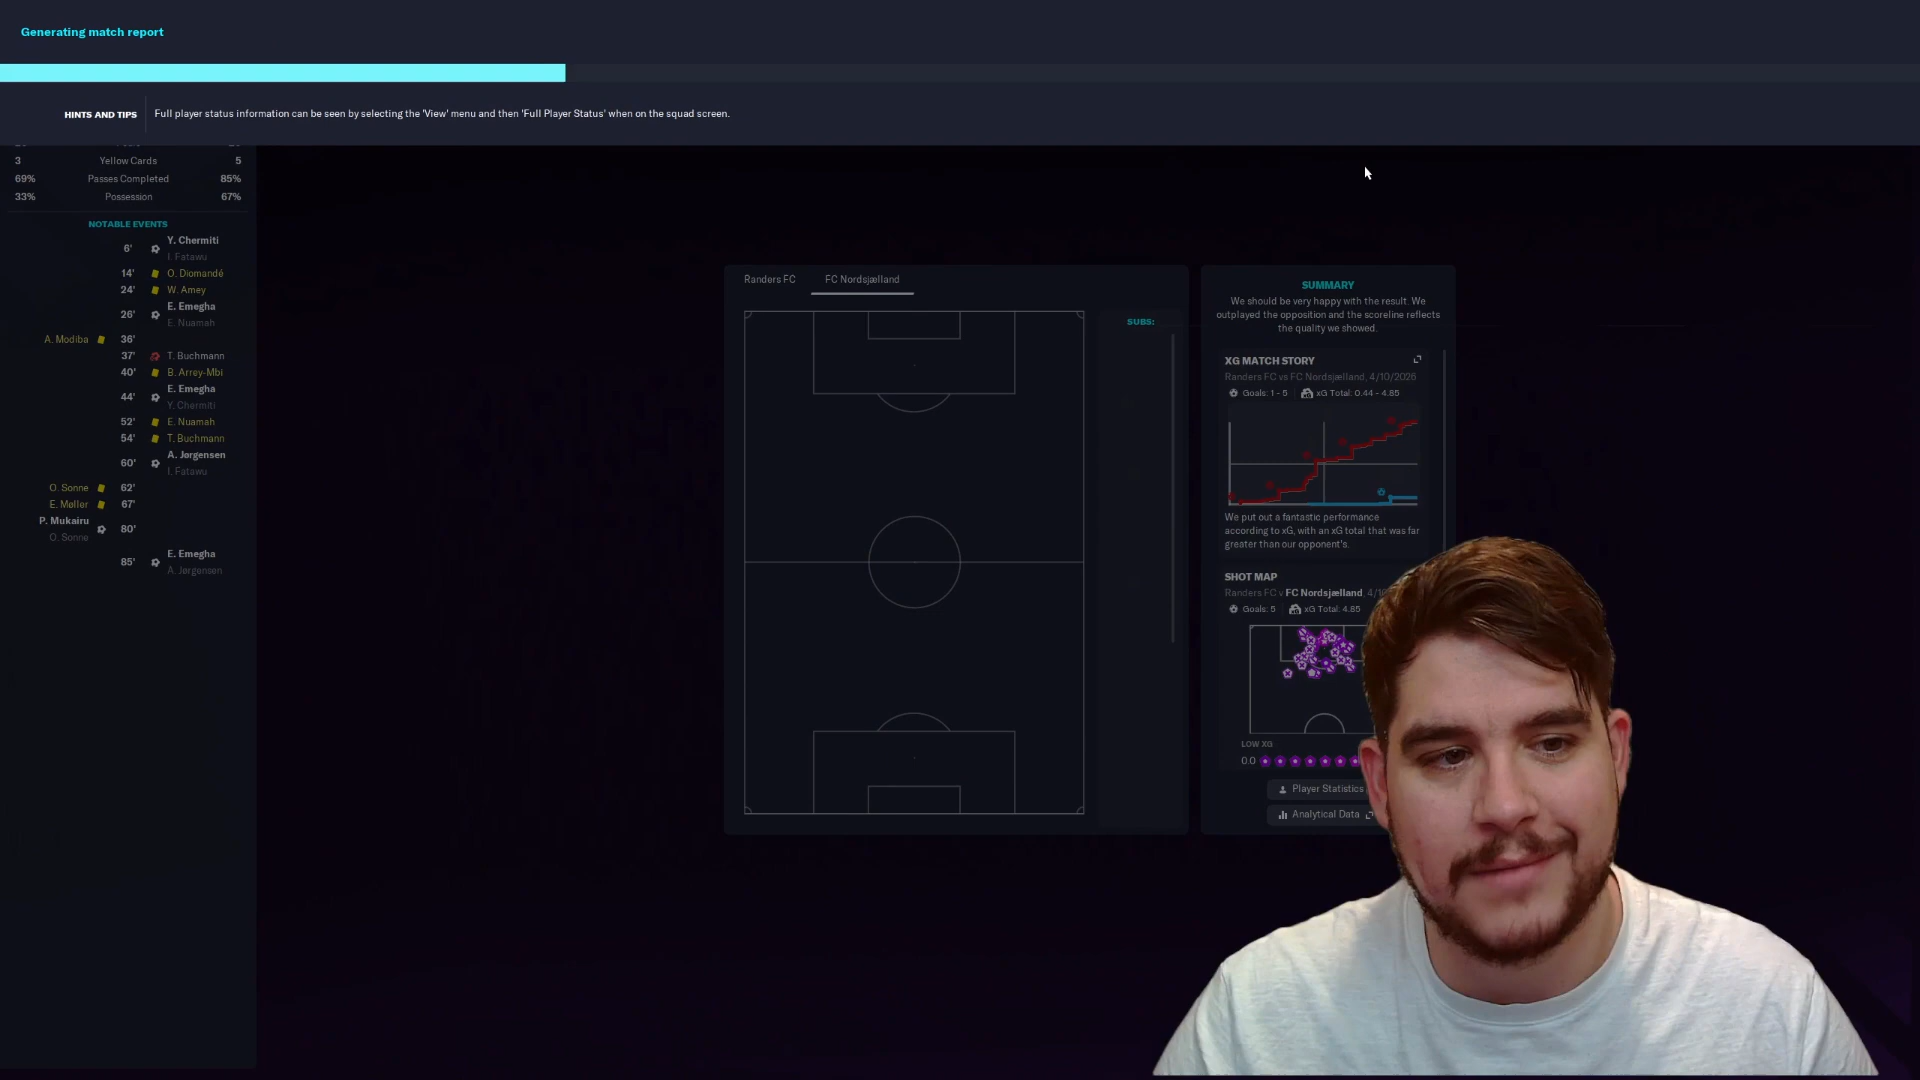 Generating match report
HINTS AND TIPS
Full player status information can be seen by selecting the 'View' menu and then 'Full Player Status' when on the squad screen.
3 Yellow Cards 5
69% Passes Completed 85%
33% Possession 67%
NOTABLE EVENTS
6' Y. Chermiti
I. Fatawu
14' O. Diomandé
24' W. Amey
26' E. Emegha
E. Nuamah
A. Modiba 36'
37' T. Buchmann
40' B. Arrey-Mbi
44' E. Emegha
Y. Chermiti
52' E. Nuamah
54' T. Buchmann
60' A. Jørgensen
I. Fatawu
O. Sonne 62'
E. Møller 67'
P. Mukairu 80'
O. Sonne
85' E. Emegha
A. Jørgensen
Randers FC FC Nordsjælland
SUBS:
SUMMARY
We should be very happy with the result. We
outplayed the opposition and the scoreline reflects
the quality we showed.
XG MATCH STORY
Randers FC vs FC Nordsjælland, 4/10/2026
Goals: 1 - 5 xG Total: 0.44 - 4.85
We put out a fantastic performance
according to xG, with an xG total that was far
greater than our opponent's.
SHOT MAP
Randers FC v FC Nordsjælland,
Goals: 5 xG Total: 4.85
LOW XG
0.0
Player Statistics
Analytical Data